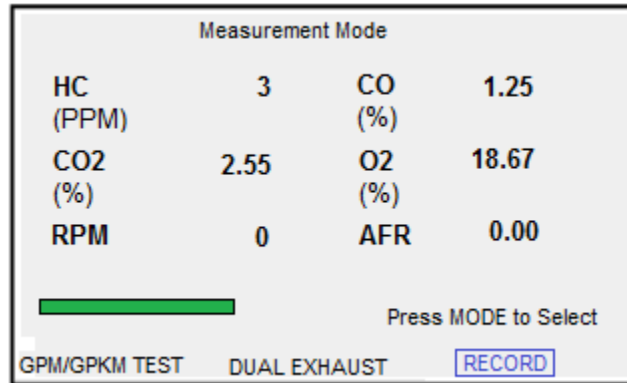 Measurement Mode
HC 3 CO 1.25
(PPM) (%)
CO2 2.55 O2 18.67
(%) (%)
RPM 0 AFR 0.00
Press MODE to Select
GPM/GPKM TEST DUAL EXHAUST RECORD